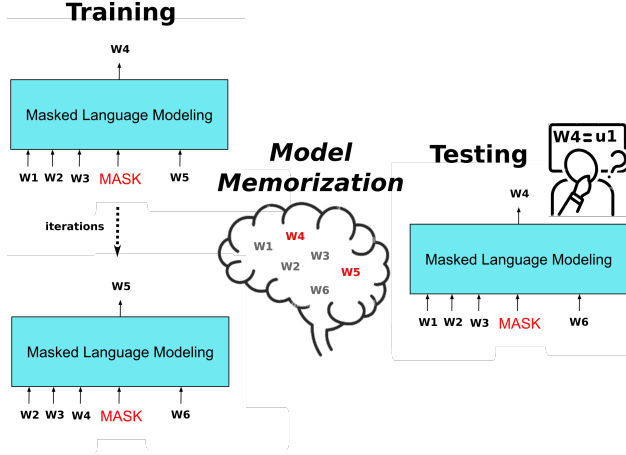 Training
W4
Masked Language Modeling
W1 W2 W3 MASK W5
iterations
W5
Masked Language Modeling
W2 W3 W4 MASK W6
Model
Memorization
W4
W1
W3
W2
W5
W6
Testing
W4=u1
?
W4
Masked Language Modeling
W1 W2 W3 MASK W6